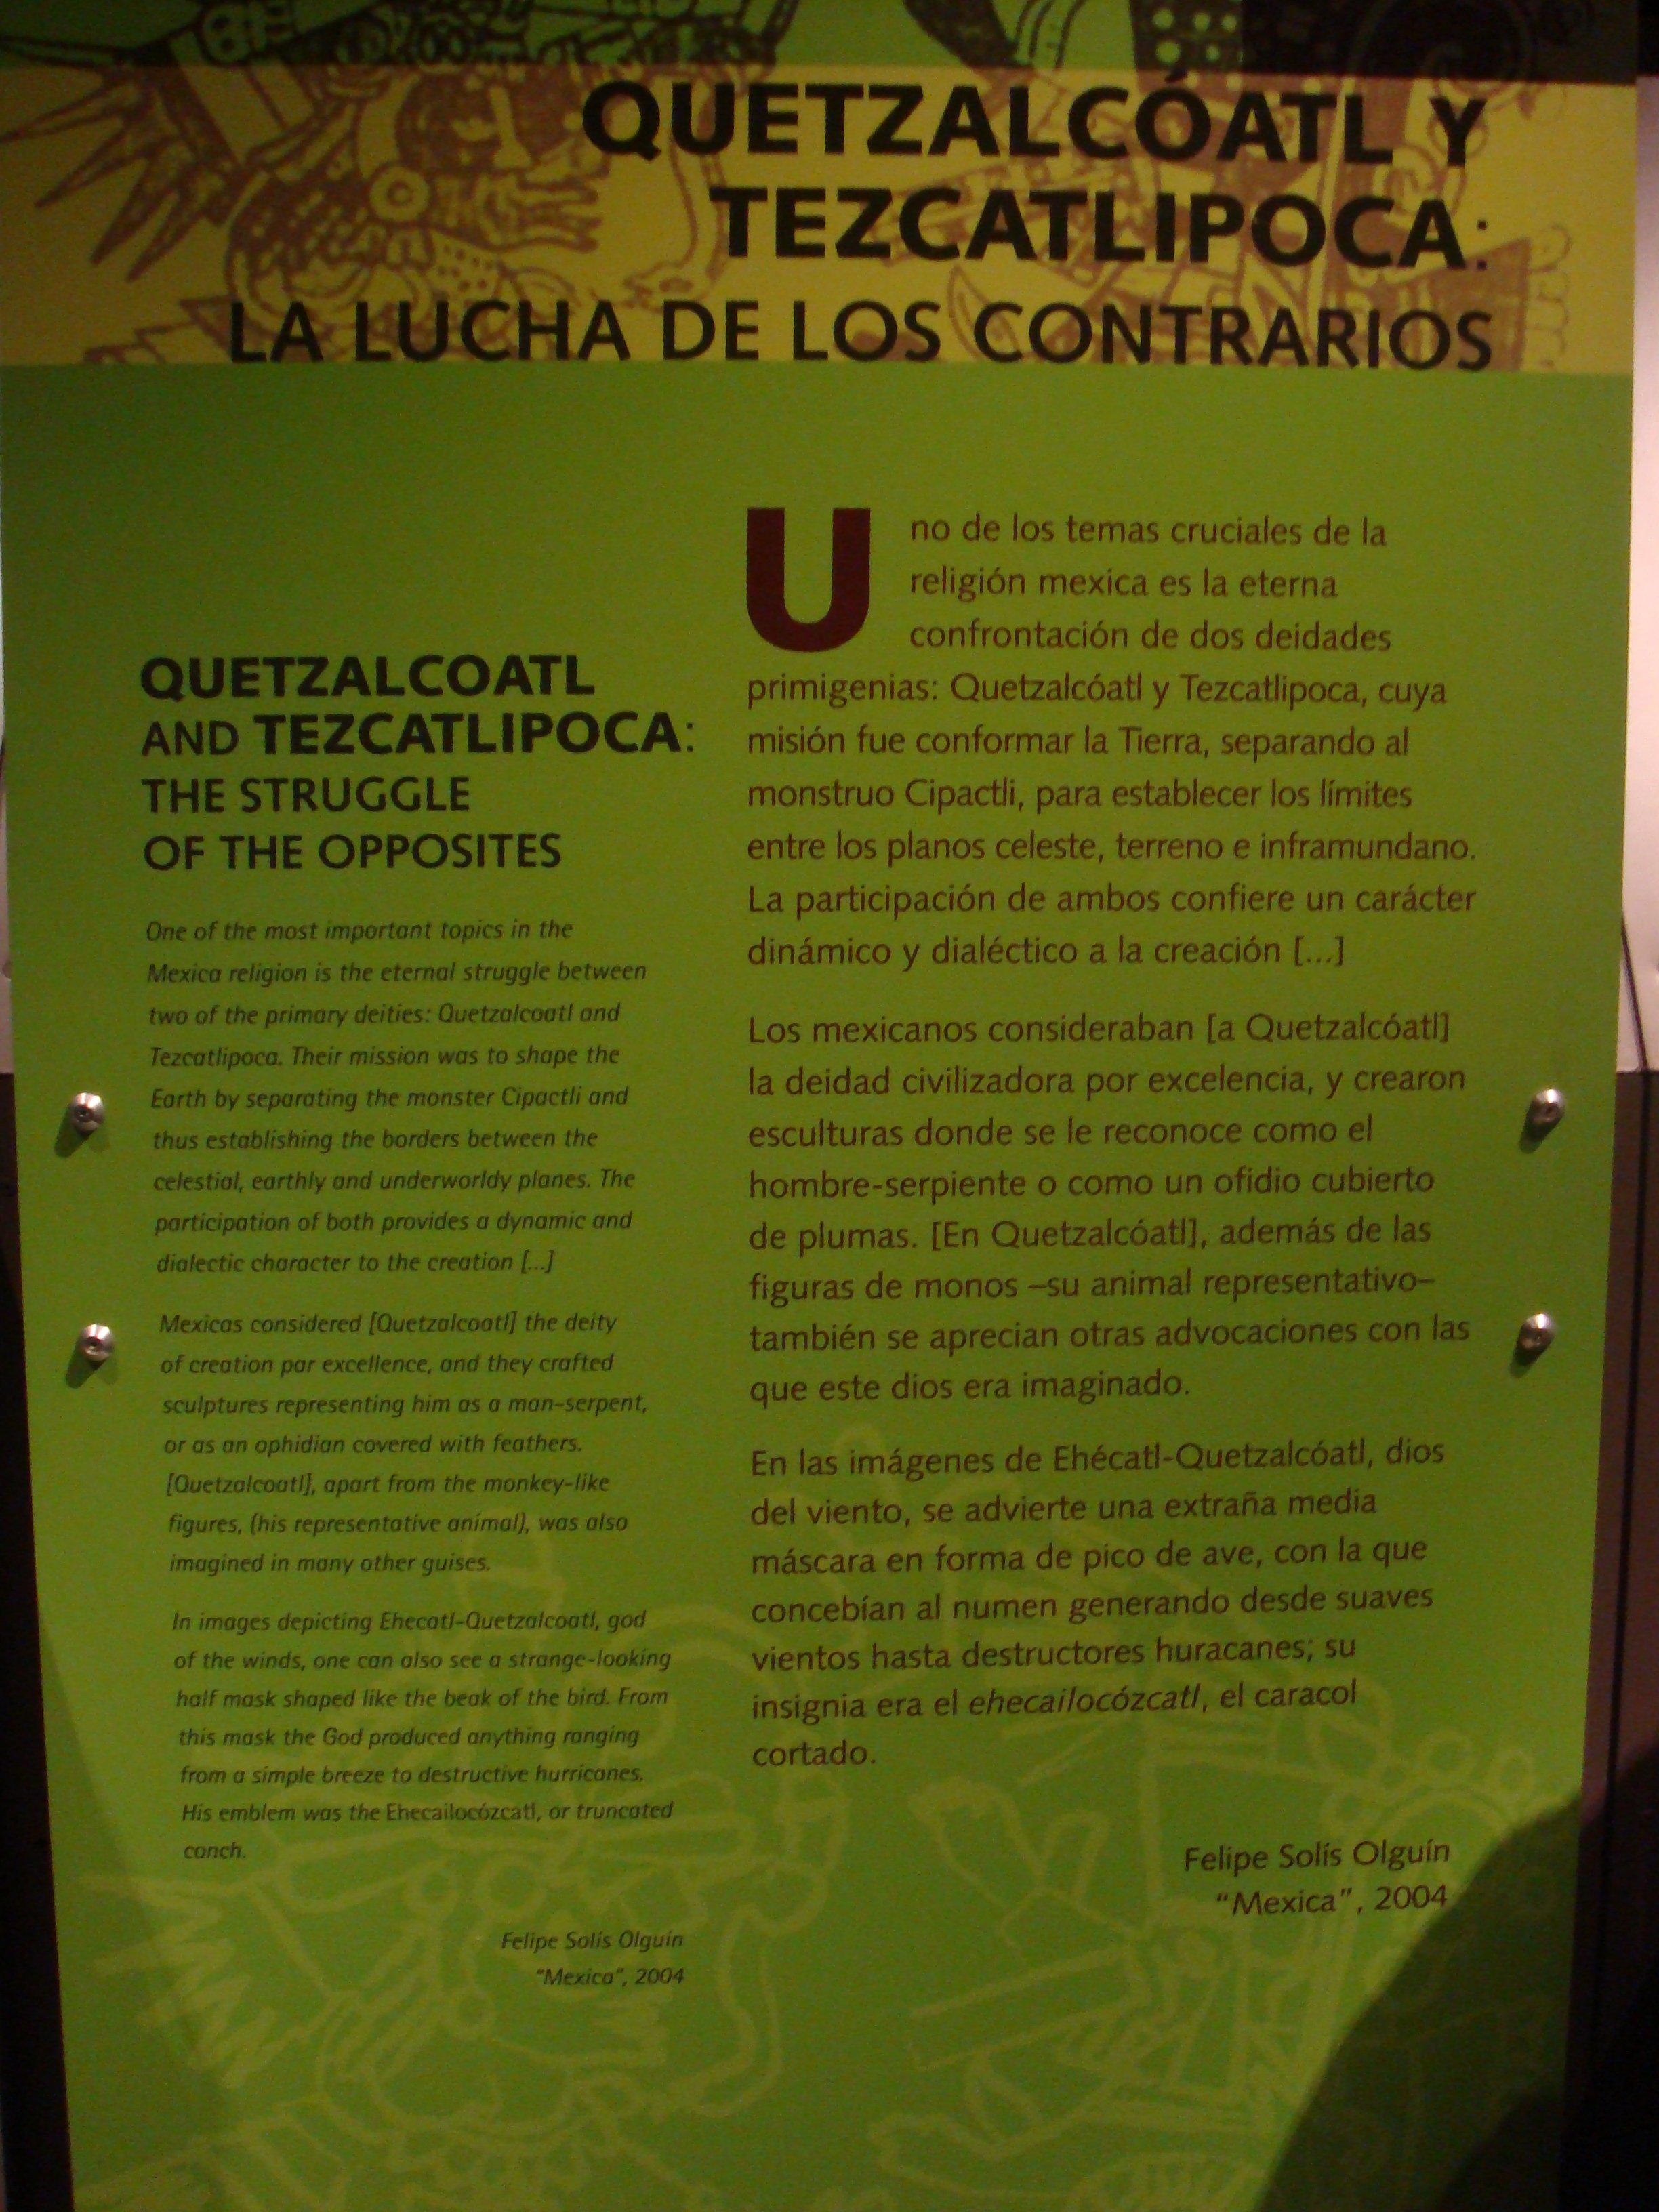 QUETZALCÓATL Y
TEZCATLIPOCA:
LA LUCHA DE LOS CONTRARIOS
QUETZALCOATL
AND TEZCATLIPOCA:
THE STRUGGLE
OF THE OPPOSITES
One of the most important topics in the
Mexica religion is the eternal struggle between
two of the primary deities: Quetzalcoatl and
Tezcatlipoca. Their mission was to shape the
Earth by separating the monster Cipactli and
thus establishing the borders between the
celestial, earthly and underworldy planes. The
participation of both provides a dynamic and
dialectic character to the creation [...]
Mexicas considered [Quetzalcoatl] the deity
of creation par excellence, and they crafted
sculptures representing him as a man-serpent,
or as an ophidian covered with feathers.
[Quetzalcoatl], apart from the monkey-like
figures, (his representative animal), was also
imagined in many other guises.
In images depicting Ehecatl-Quetzalcoatl, god
of the winds, one can also see a strange-looking
half mask shaped like the beak of the bird. From
this mask the God produced anything ranging
from a simple breeze to destructive hurricanes.
His emblem was the Ehecailocózcatl, or truncated
conch.
Felipe Solís Olguín
"Mexica", 2004
Uno de los temas cruciales de la
religión mexica es la eterna
confrontación de dos deidades
primigenias: Quetzalcóatl y Tezcatlipoca, cuya
misión fue conformar la Tierra, separando al
monstruo Cipactli, para establecer los límites
entre los planos celeste, terreno e inframundano.
La participación de ambos confiere un carácter
dinámico y dialéctico a la creación [...]
Los mexicanos consideraban [a Quetzalcóatl]
la deidad civilizadora por excelencia, y crearon
esculturas donde se le reconoce como el
hombre-serpiente o como un ofidio cubierto
de plumas. [En Quetzalcóatl], además de las
figuras de monos –su animal representativo–
también se aprecian otras advocaciones con las
que este dios era imaginado.
En las imágenes de Ehécatl-Quetzalcóatl, dios
del viento, se advierte una extraña media
máscara en forma de pico de ave, con la que
concebían al numen generando desde suaves
vientos hasta destructores huracanes; su
insignia era el ehecailocózcatl, el caracol
cortado.
Felipe Solís Olguín
"Mexica", 2004